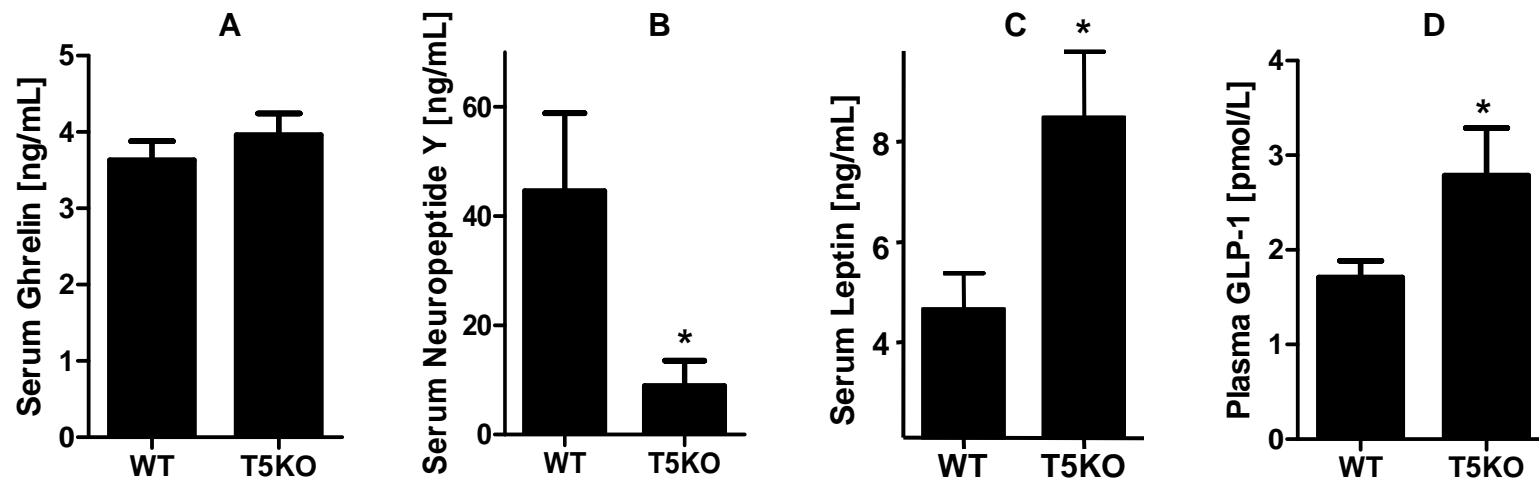 A
Serum Ghrelin [ng/mL]
5
4
3
2
1
0
WT
T5KO
B
Serum Neuropeptide Y [ng/mL]
60
40
20
0
*
WT
T5KO
C
Serum Leptin [ng/mL]
8
6
4
*
WT
T5KO
D
Plasma GLP-1 [pmol/L]
4
3
2
1
0
*
WT
T5KO